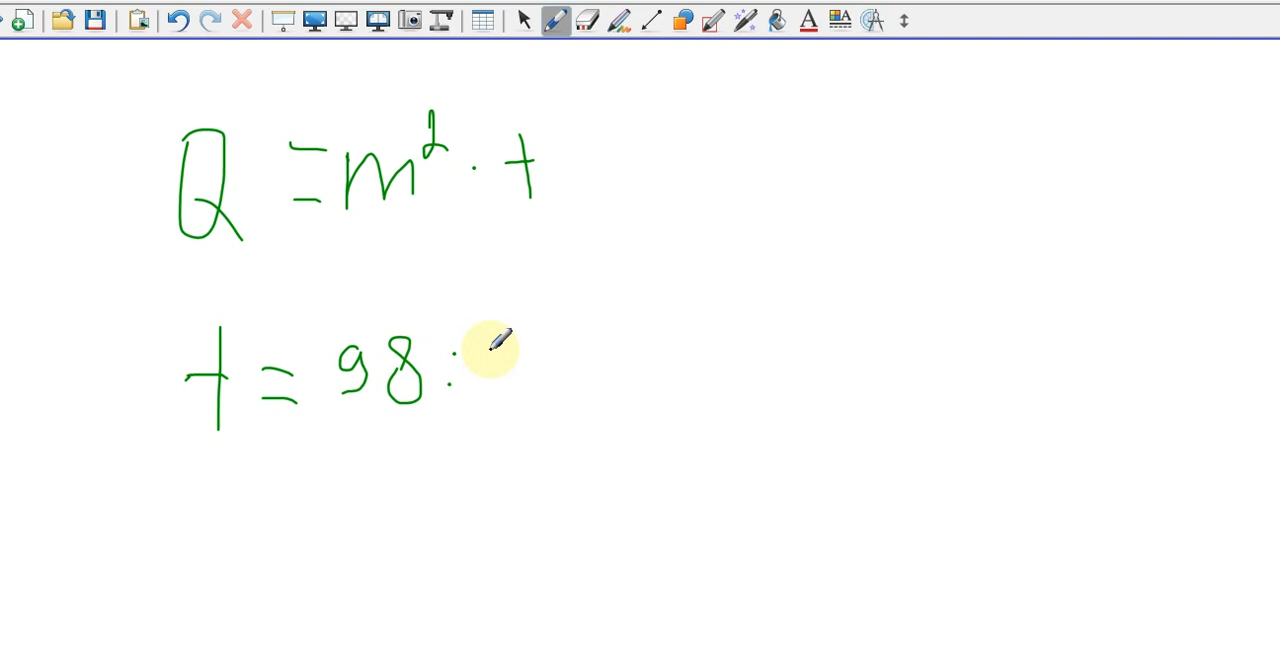 Q = m² · t
t = 98 :